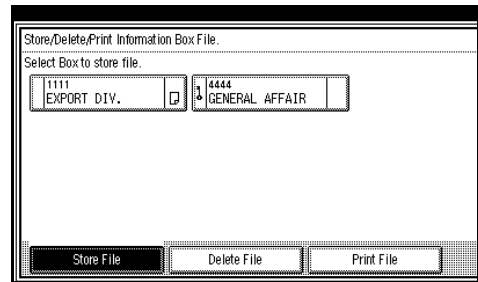 Store/Delete/Print Information Box File.
Select Box to store file.
1111
EXPORT DIV.
4444
GENERAL AFFAIR
Store File
Delete File
Print File